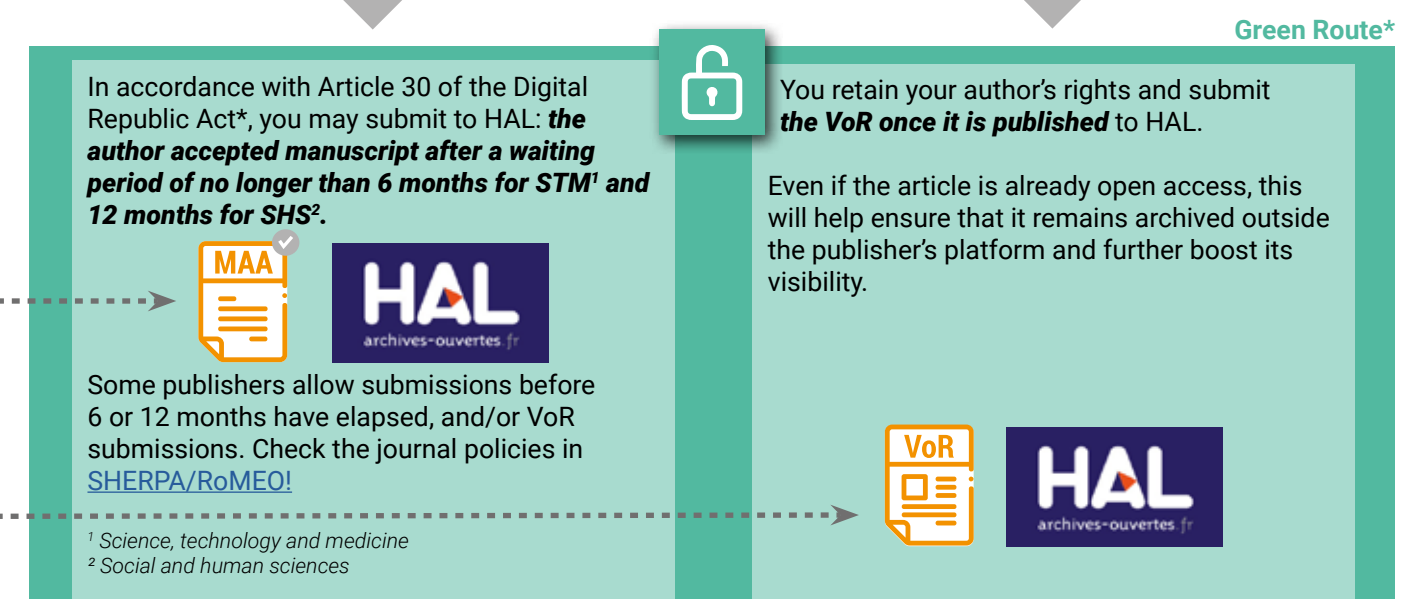 Green Route*
In accordance with Article 30 of the Digital
Republic Act*, you may submit to HAL: the
author accepted manuscript after a waiting
period of no longer than 6 months for STM¹ and
12 months for SHS².
MAA
HAL
archives-ouvertes.fr
Some publishers allow submissions before
6 or 12 months have elapsed, and/or VoR
submissions. Check the journal policies in
SHERPA/RoMEO!
¹ Science, technology and medicine
² Social and human sciences
You retain your author's rights and submit
the VoR once it is published to HAL.
Even if the article is already open access, this
will help ensure that it remains archived outside
the publisher's platform and further boost its
visibility.
VoR
HAL
archives-ouvertes.fr